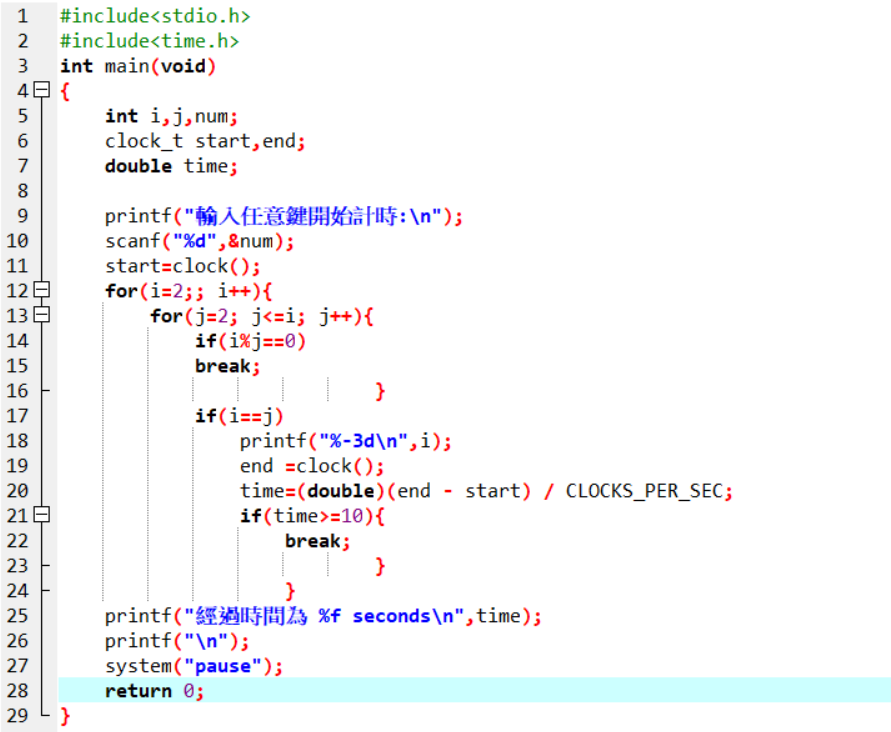 1 #include<stdio.h>
2 #include<time.h>
3 int main(void)
4 {
5 int i,j,num;
6 clock_t start,end;
7 double time;
8
9 printf("輸入任意鍵開始計時:\n");
10 scanf("%d",&num);
11 start=clock();
12 for(i=2;; i++){
13 for(j=2; j<=i; j++){
14 if(i%j==0)
15 break;
16 }
17 if(i==j)
18 printf("%-3d\n",i);
19 end =clock();
20 time=(double)(end - start) / CLOCKS_PER_SEC;
21 if(time>=10){
22 break;
23 }
24 }
25 printf("經過時間為 %f seconds\n",time);
26 printf("\n");
27 system("pause");
28 return 0;
29 }